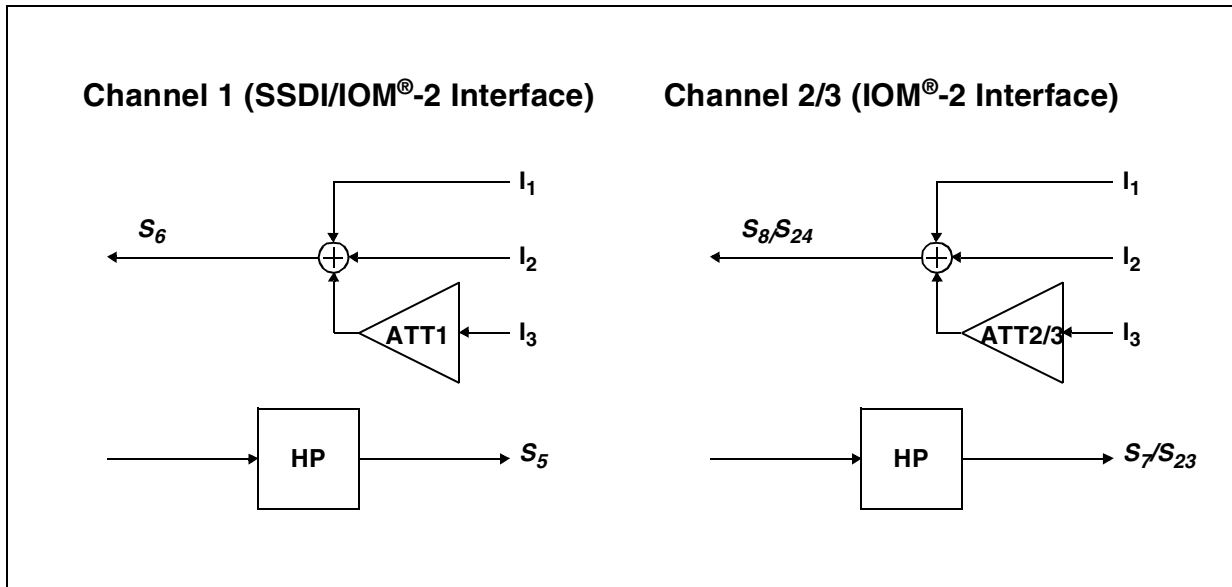 Channel 1 (SSDI/IOM®-2 Interface)
I1
S6
I2
ATT1
I3
HP
S5
Channel 2/3 (IOM®-2 Interface)
I1
S8/S24
I2
ATT2/3
I3
HP
S7/S23